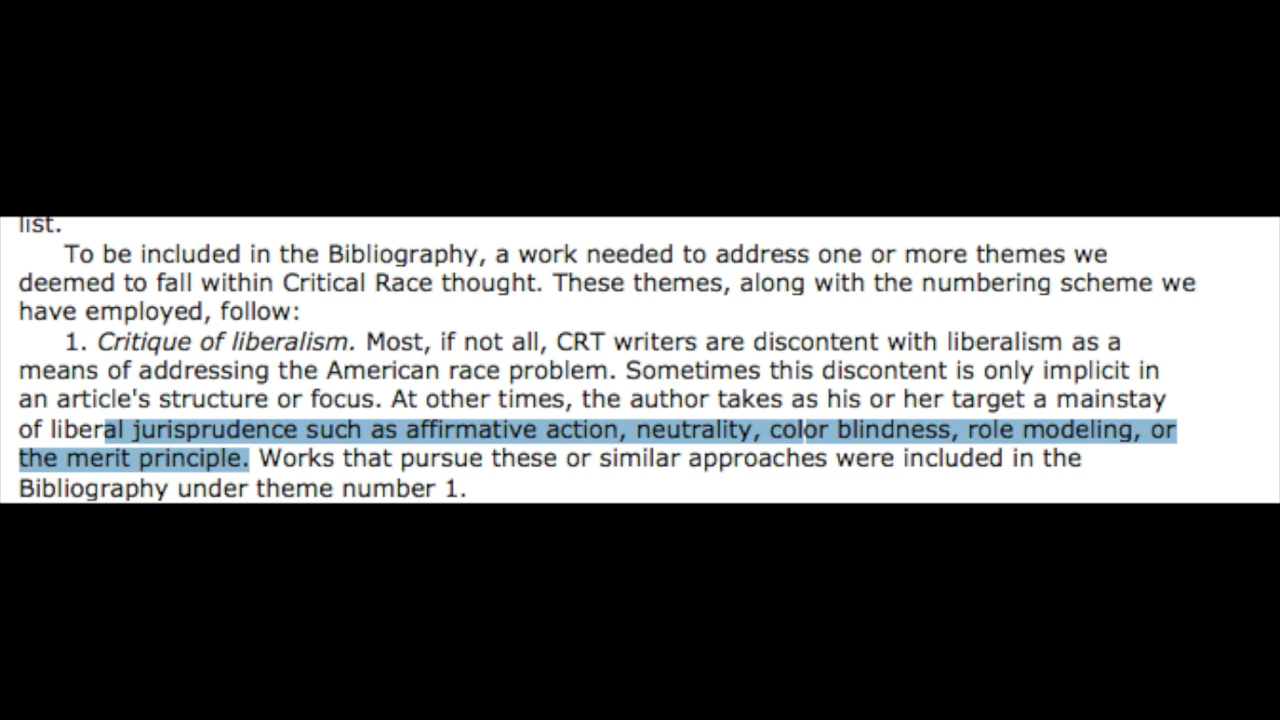 list.
To be included in the Bibliography, a work needed to address one or more themes we
deemed to fall within Critical Race thought. These themes, along with the numbering scheme we
have employed, follow:
1. Critique of liberalism. Most, if not all, CRT writers are discontent with liberalism as a
means of addressing the American race problem. Sometimes this discontent is only implicit in
an article's structure or focus. At other times, the author takes as his or her target a mainstay
of liberal jurisprudence such as affirmative action, neutrality, color blindness, role modeling, or
the merit principle. Works that pursue these or similar approaches were included in the
Bibliography under theme number 1.